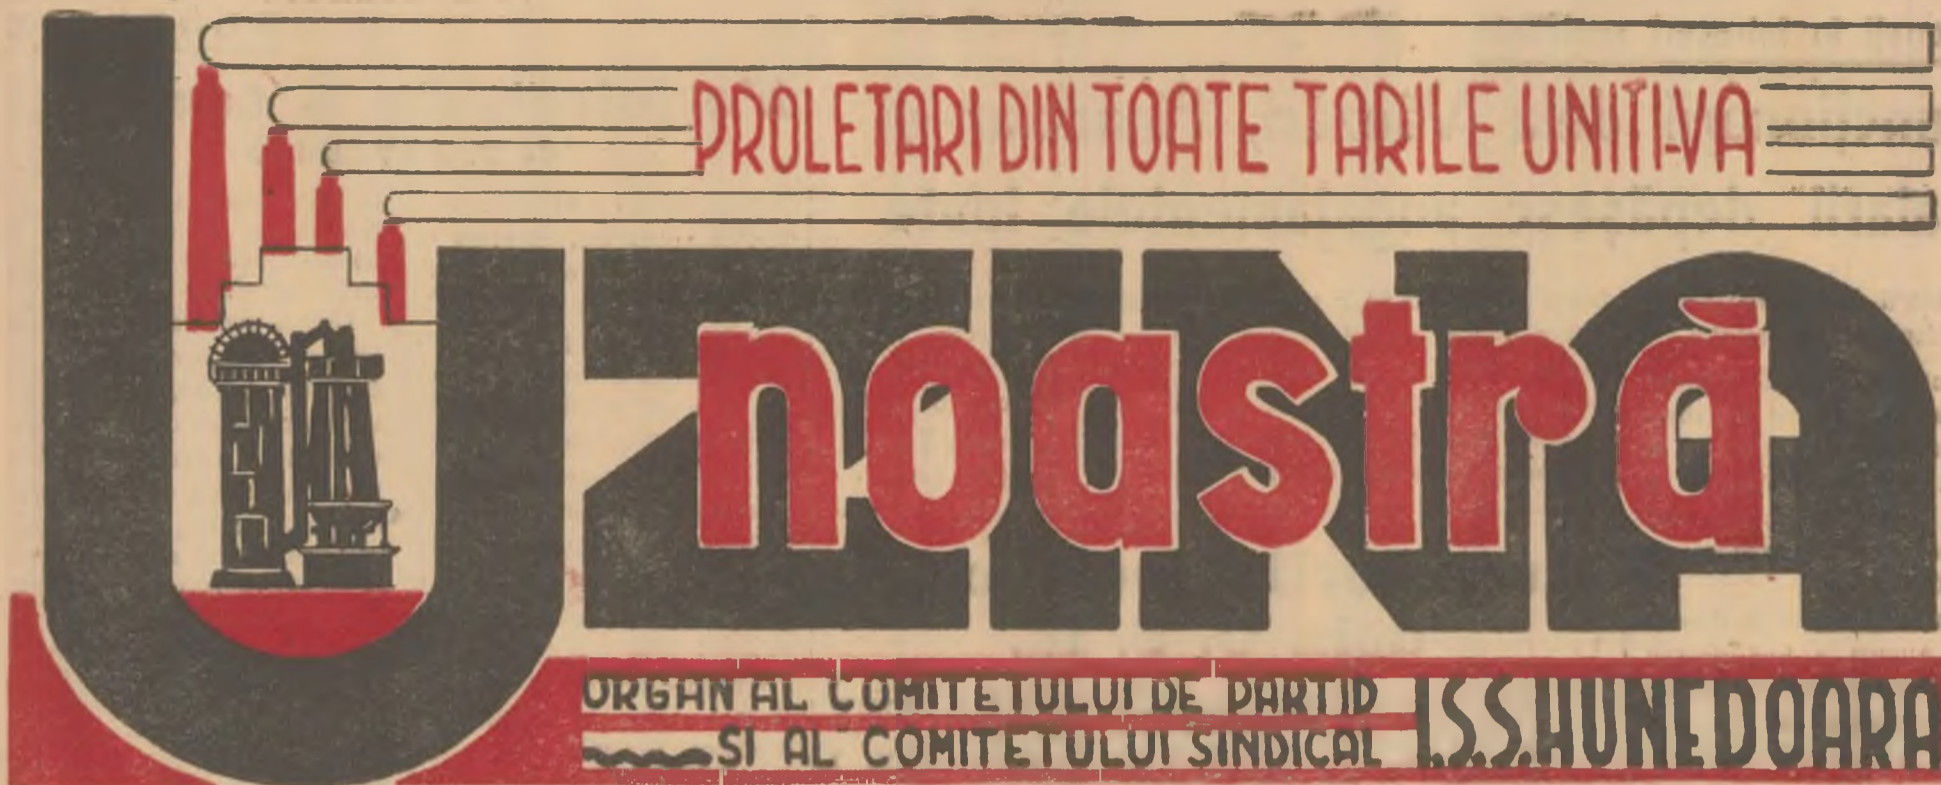 PROLETARI DIN TOATE TARILE UNITI-VA
UZINA
noastră
ORGAN AL COMITETULUI DE PARTID
SI AL COMITETULUI SINDICAL
I.S.S. HUNEDOARA